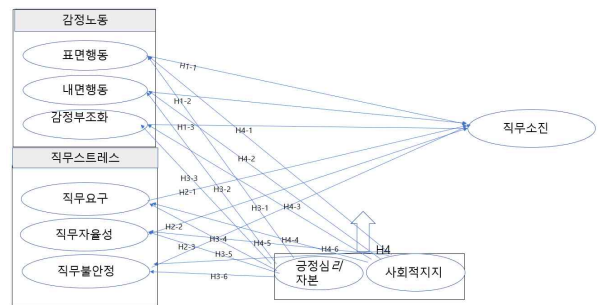 감정노동
표면행동
H1-1
내면행동
H1-2
감정부조화
H1-3
H4-1
직무소진
직무스트레스
H4-2
H3-3
H3-2
직무요구
H2-1
H3-1
H4-3
직무자율성
H2-2
H3-4
H4-5
H4-4
H2-3
H3-5
H4-6
H4
직무불안정
H3-6
긍정심리/
자본
사회적지지